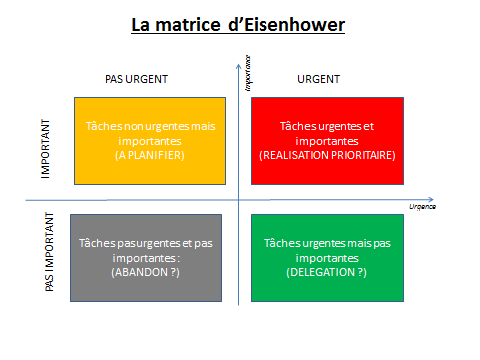 La matrice d'Eisenhower
PAS URGENT
URGENT
Importance
IMPORTANT
Tâches non urgentes mais
importantes
(A PLANIFIER)
Tâches urgentes et
importantes
(REALISATION PRIORITAIRE)
Urgence
PAS IMPORTANT
Tâches pas urgentes et pas
importantes :
(ABANDON ?)
Tâches urgentes mais pas
importantes
(DELEGATION ?)